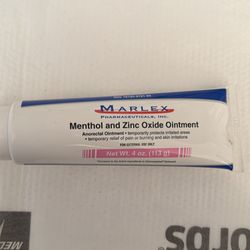 MARLEX
PHARMACEUTICALS, INC.
Menthol and Zinc Oxide Ointment
Anorectal Ointment • temporarily protects irritated areas
• temporary relief of pain or burning and skin irritations
FOR EXTERNAL USE ONLY
Net Wt. 4 oz. (113 g)